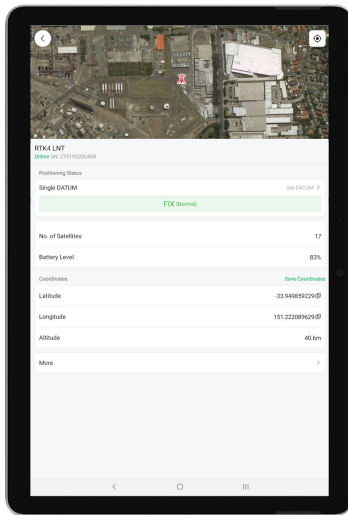 RTK4 LNT
Online SN: 275192200408
Positioning Status
Single DATUM Set DATUM >
FIX (Normal)
No. of Satellites 17
Battery Level 83%
Coordinates Save Coordinates
Latitude -33.949859229
Longitude 151.222089629
Altitude 40.6m
More >